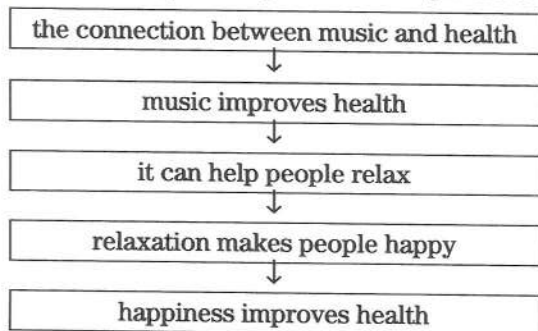 the connection between music and health
music improves health
it can help people relax
relaxation makes people happy
happiness improves health